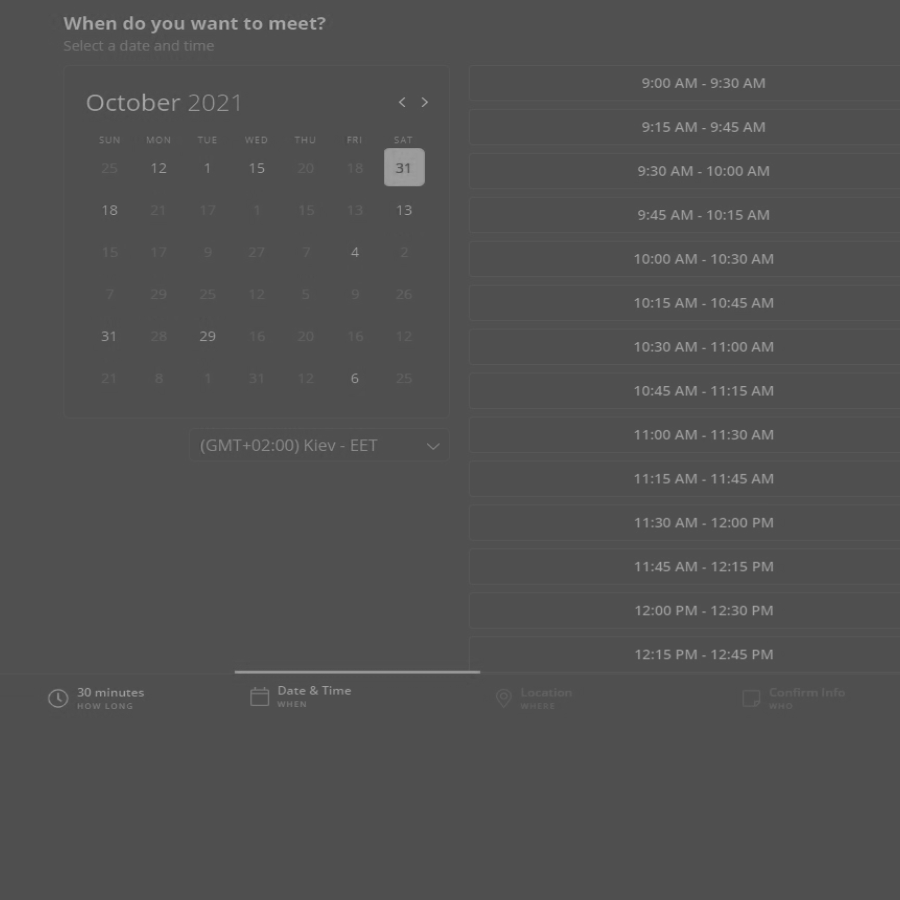 When do you want to meet?
Select a date and time
October 2021
SUN MON TUE WED THU FRI SAT
25 12 1 15 20 18 31
18 21 17 1 15 13 13
15 17 9 27 7 4 2
7 29 25 12 5 9 26
31 28 29 16 20 16 12
21 8 1 31 12 6 25
(GMT+02:00) Kiev - EET
9:00 AM - 9:30 AM
9:15 AM - 9:45 AM
9:30 AM - 10:00 AM
9:45 AM - 10:15 AM
10:00 AM - 10:30 AM
10:15 AM - 10:45 AM
10:30 AM - 11:00 AM
10:45 AM - 11:15 AM
11:00 AM - 11:30 AM
11:15 AM - 11:45 AM
11:30 AM - 12:00 PM
11:45 AM - 12:15 PM
12:00 PM - 12:30 PM
12:15 PM - 12:45 PM
30 minutes
HOW LONG
Date & Time
WHEN
Location
WHERE
Confirm Info
WHO